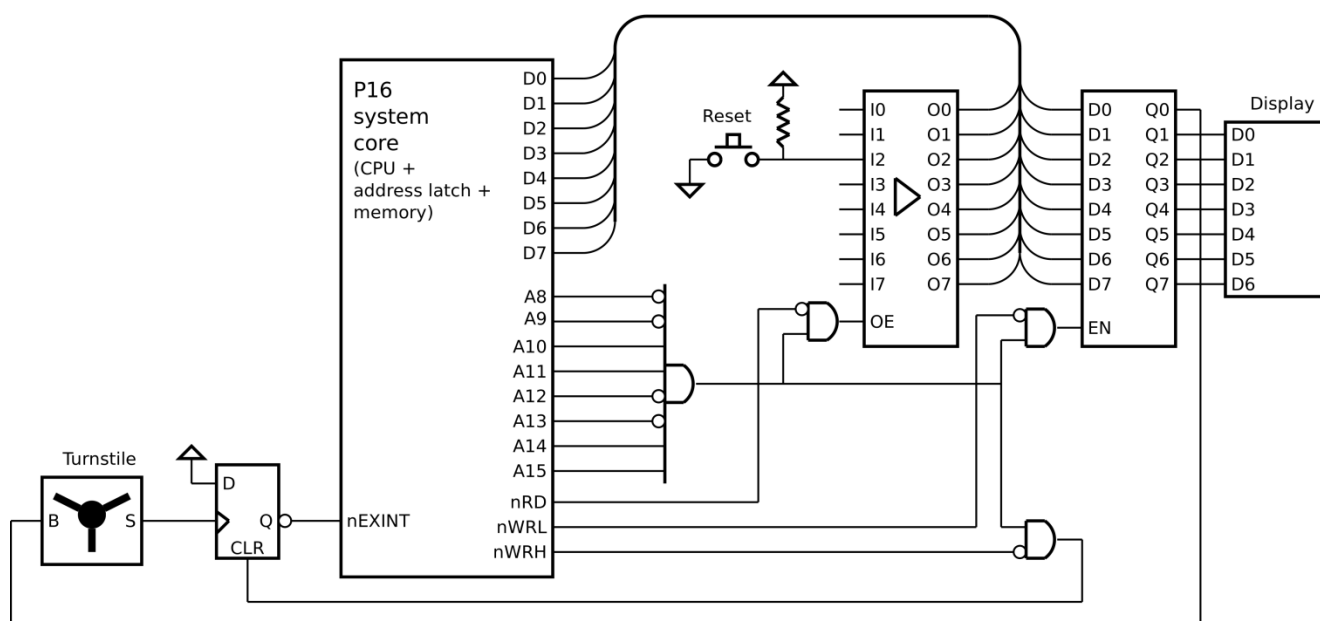 P16
system
core
(CPU +
address latch +
memory)
D0
D1
D2
D3
D4
D5
D6
D7
A8
A9
A10
A11
A12
A13
A14
A15
nRD
nWRL
nWRH
nEXINT
Turnstile
B
S
D
Q
CLR
Reset
I0
I1
I2
I3
I4
I5
I6
I7
O0
O1
O2
O3
O4
O5
O6
O7
OE
D0
D1
D2
D3
D4
D5
D6
D7
EN
Q0
Q1
Q2
Q3
Q4
Q5
Q6
Q7
Display
D0
D1
D2
D3
D4
D5
D6